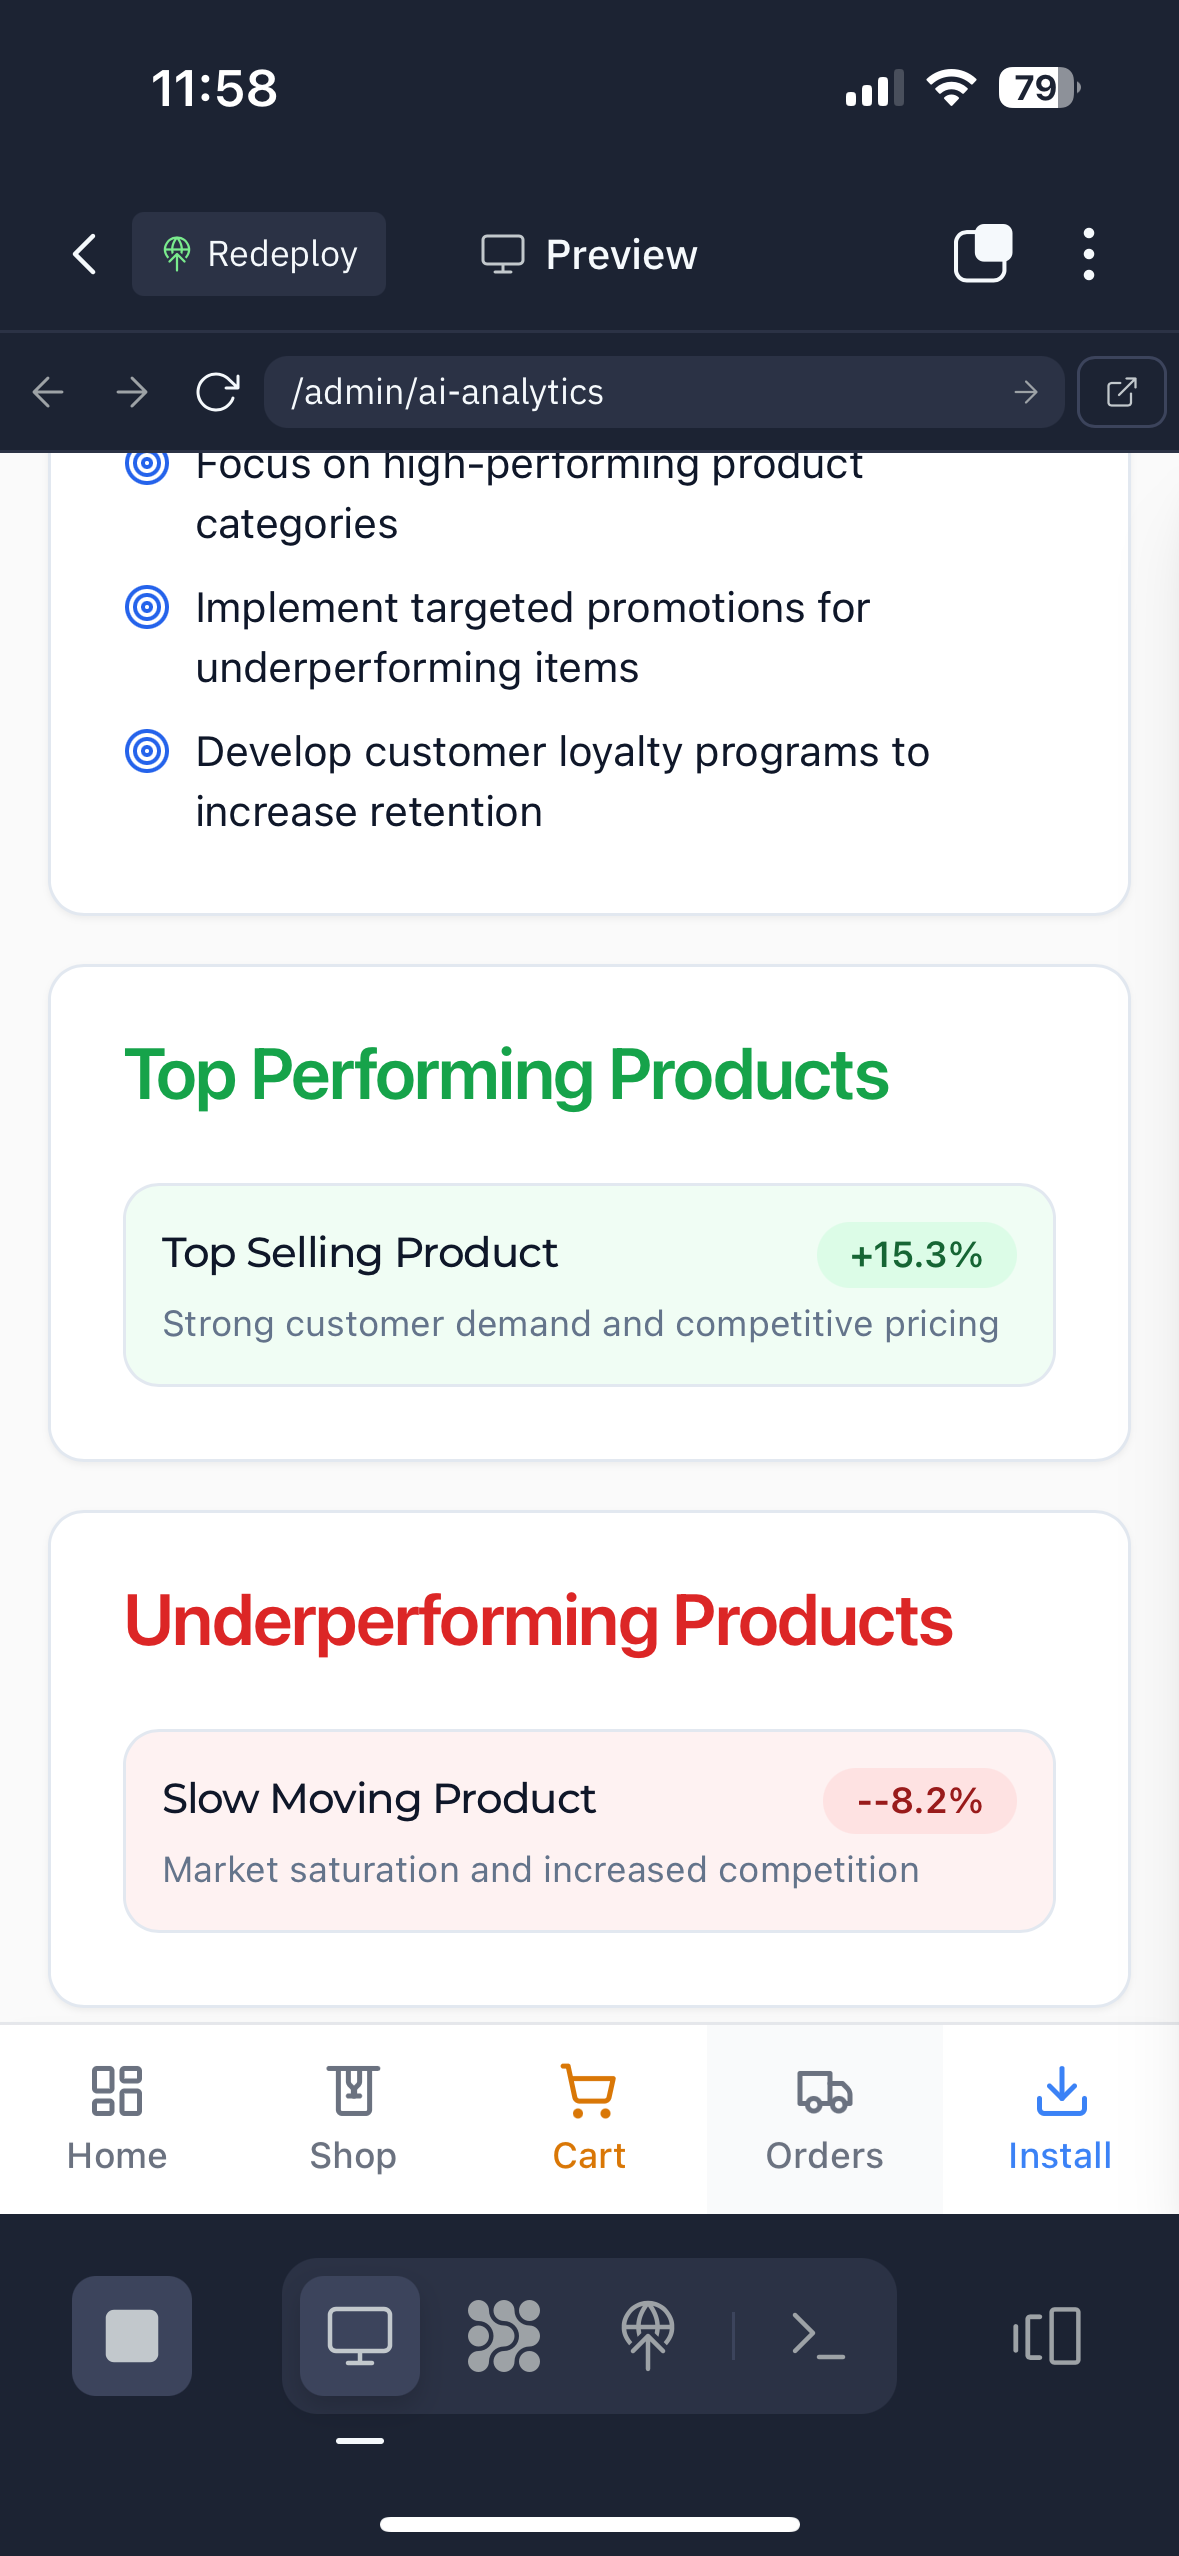 11:58
79
Redeploy
Preview
/admin/ai-analytics
Focus on high-performing product
categories
Implement targeted promotions for
underperforming items
Develop customer loyalty programs to
increase retention
Top Performing Products
Top Selling Product
+15.3%
Strong customer demand and competitive pricing
Underperforming Products
Slow Moving Product
--8.2%
Market saturation and increased competition
Home
Shop
Cart
Orders
Install